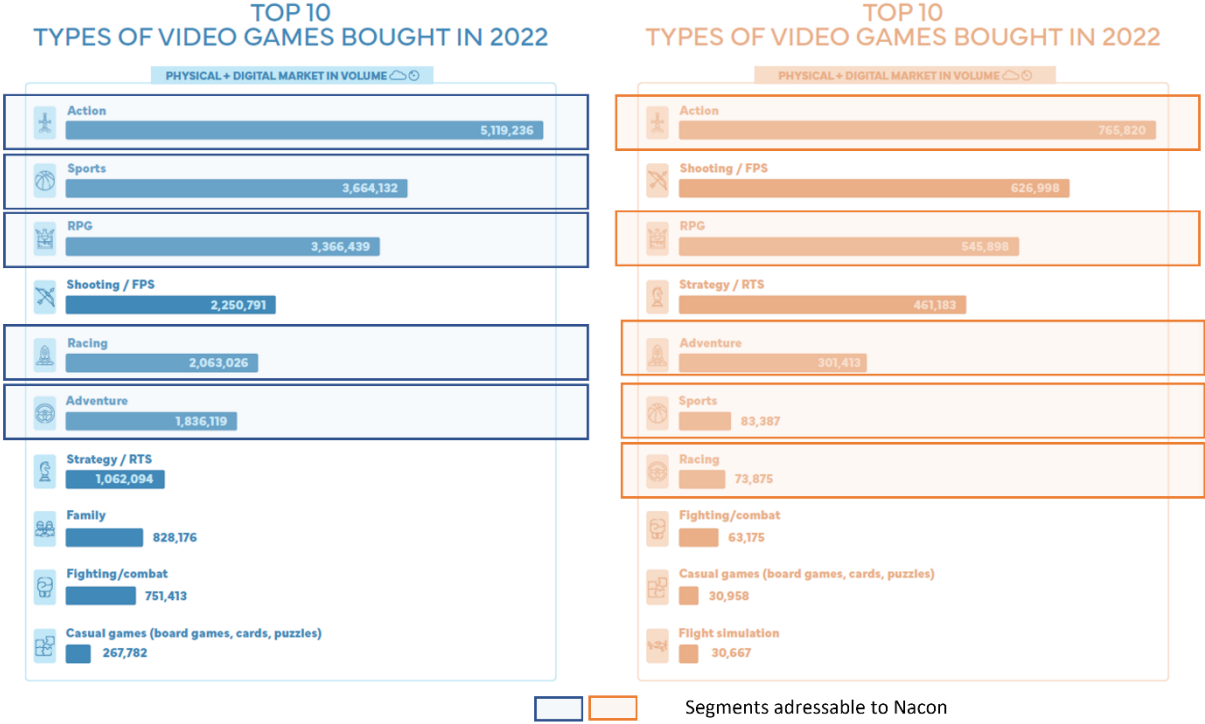 TOP 10
TYPES OF VIDEO GAMES BOUGHT IN 2022
PHYSICAL + DIGITAL MARKET IN VOLUME
Action
5,119,236
Sports
3,664,132
RPG
3,366,439
Shooting / FPS
2,250,791
Racing
2,063,026
Adventure
1,836,119
Strategy / RTS
1,062,094
Family
828,176
Fighting/combat
751,413
Casual games (board games, cards, puzzles)
267,782
TOP 10
TYPES OF VIDEO GAMES BOUGHT IN 2022
PHYSICAL + DIGITAL MARKET IN VOLUME
Action
765,820
Shooting / FPS
626,998
RPG
545,898
Strategy / RTS
461,183
Adventure
301,413
Sports
83,387
Racing
73,875
Fighting/combat
63,175
Casual games (board games, cards, puzzles)
30,958
Flight simulation
30,667
Segments adressable to Nacon